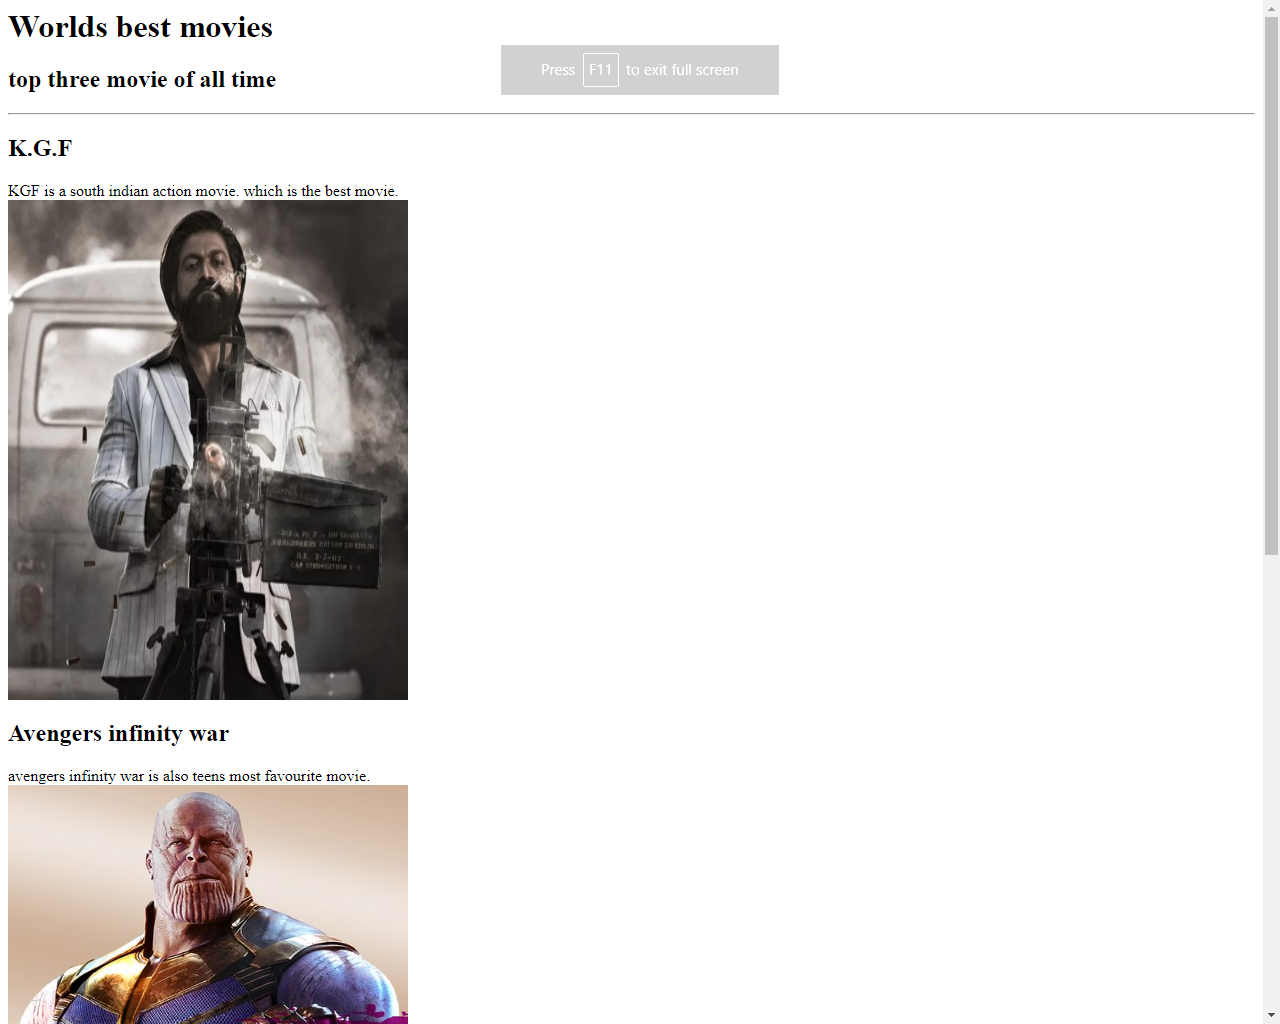 Worlds best movies
Press F11 to exit full screen
top three movie of all time
K.G.F
KGF is a south indian action movie. which is the best movie.
Avengers infinity war
avengers infinity war is also teens most favourite movie.